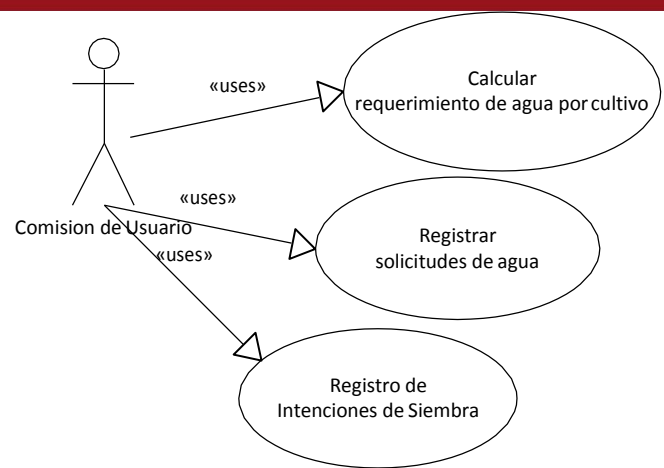 «uses»
Calcular
requerimiento de agua por cultivo
«uses»
Comision de Usuario
Registrar
solicitudes de agua
«uses»
Registro de
Intenciones de Siembra